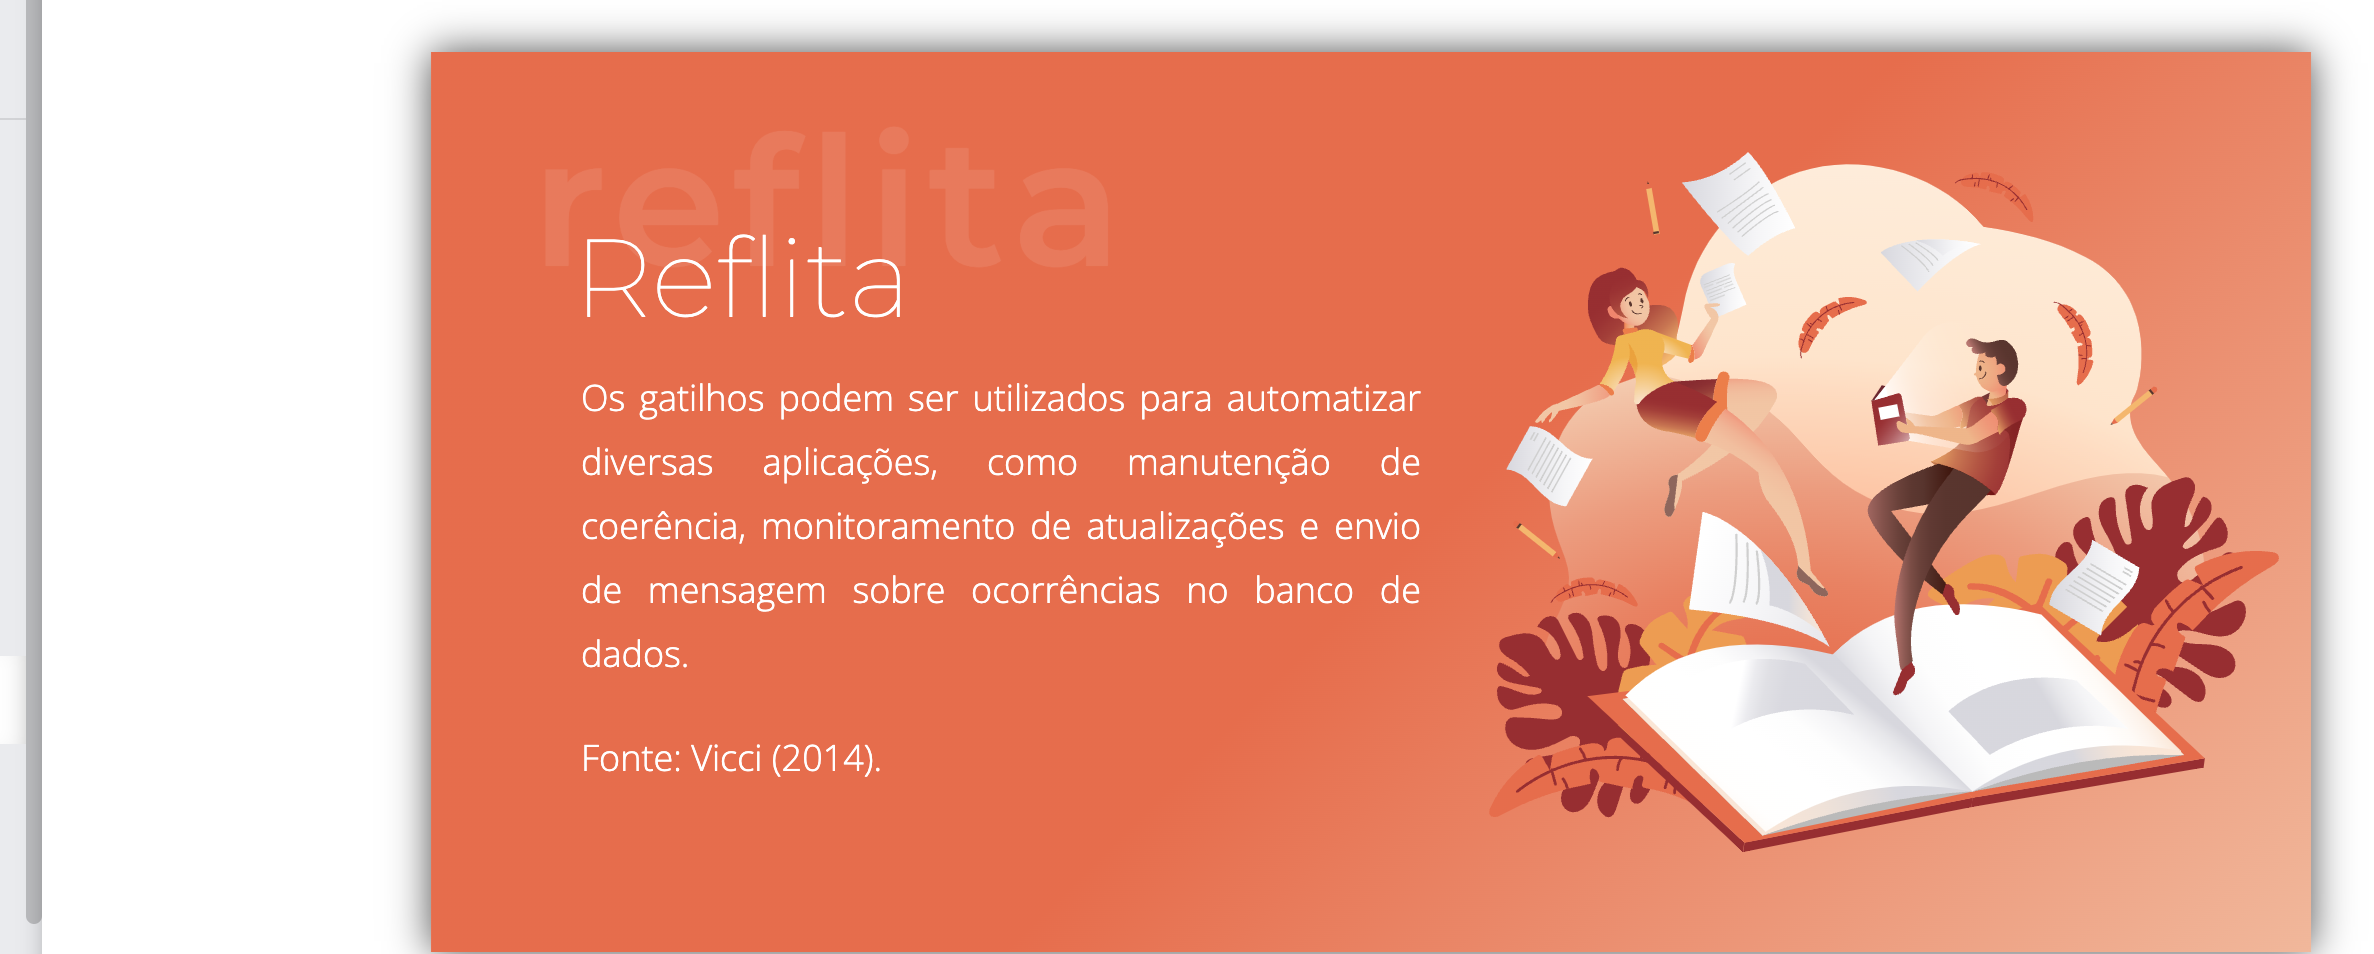 reflita
Reflita
Os gatilhos podem ser utilizados para automatizar
diversas aplicações, como manutenção de
coerência, monitoramento de atualizações e envio
de mensagem sobre ocorrências no banco de
dados.
Fonte: Vicci (2014).